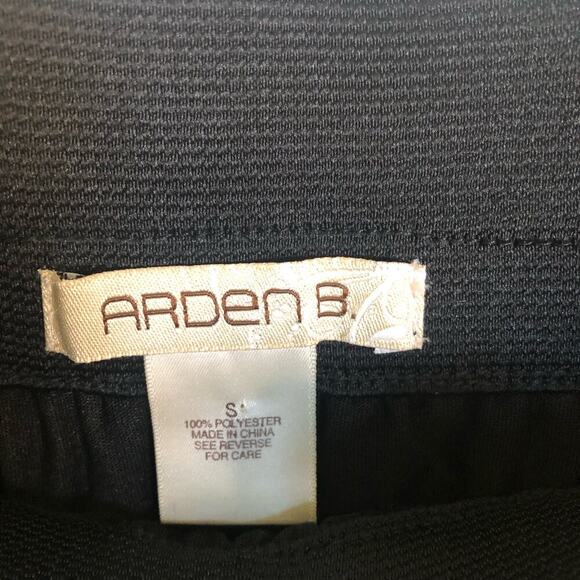 ARDEN B.
S
100% POLYESTER
MADE IN CHINA
SEE REVERSE
FOR CARE